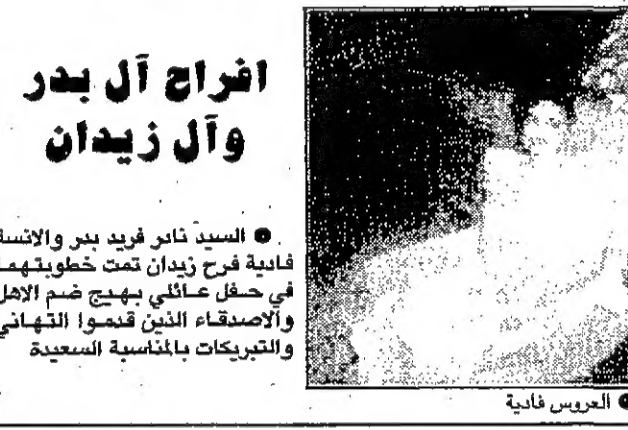 افراح آل بدر
وآل زيدان
● السيد نادر فريد بدر والانسة
فادية فرح زيدان تمت خطوبتهما
في حفل عائلي بهيج ضم الاهل
والاصدقاء الذين قدموا التهاني
والتبريكات بالمناسبة السعيدة
● العروس فادية